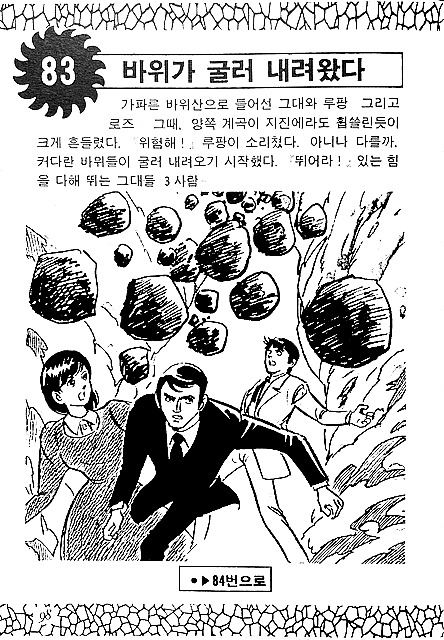 83
바위가 굴러 내려왔다
가파른 바위산으로 들어선 그대와 루팡 그리고
로즈 그때, 양쪽 계곡이 지진에라도 휩쓸린듯이
크게 흔들렸다. 『위험해!』 루팡이 소리쳤다. 아니나 다를까,
커다란 바위들이 굴러 내려오기 시작했다. 『뛰어라!』 있는 힘
을 다해 뛰는 그대들 3사람
●▶84번으로
98